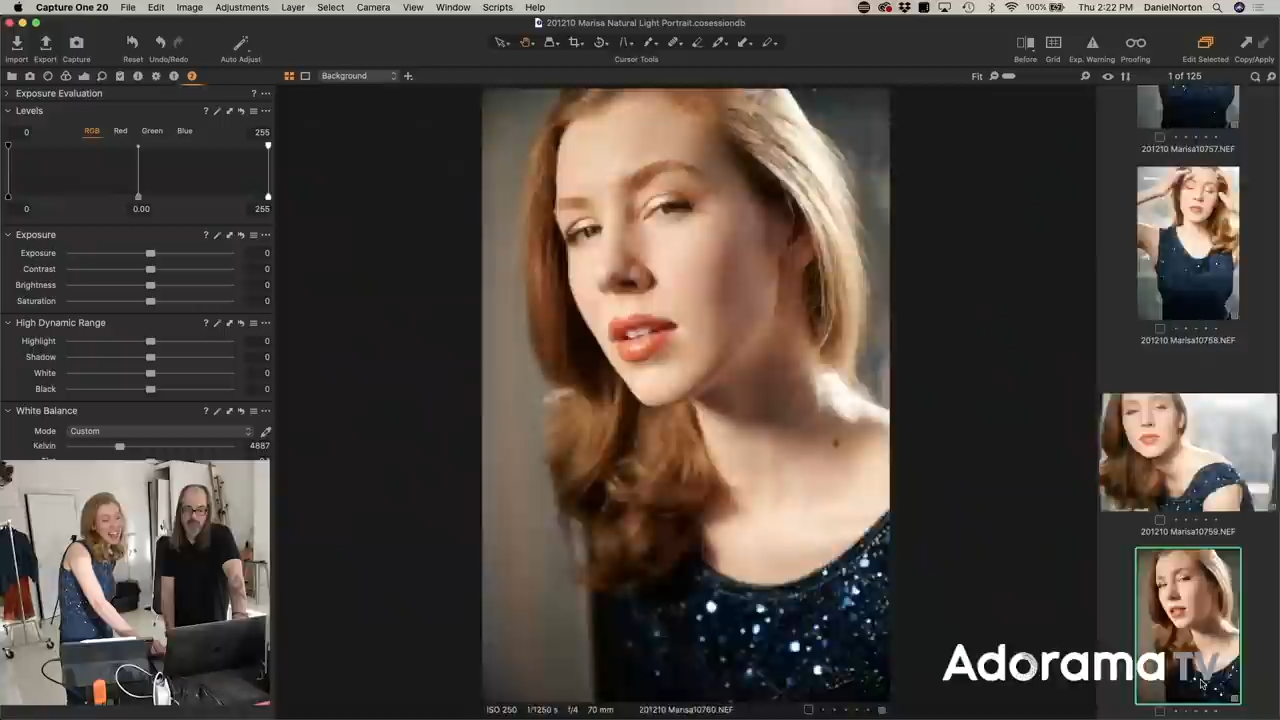 Capture One 20 File Edit Image Adjustments Layer Select Camera View Window Scripts Help 100% Thu 2:22 PM DanielNorton
201210 Marisa Natural Light Portrait.cosessiondb
Import Export Capture Reset Undo/Redo Auto Adjust Cursor Tools Before Grid Exp. Warning Proofing Edit Selected Copy/Apply
Background Fit 1 of 125
Exposure Evaluation
Levels
0 RGB Red Green Blue 255
0 0.00 255
Exposure
Exposure 0
Contrast 0
Brightness 0
Saturation 0
High Dynamic Range
Highlight 0
Shadow 0
White 0
Black 0
White Balance
Mode Custom
Kelvin 4887
201210 Marisa10757.NEF
201210 Marisa10758.NEF
201210 Marisa10759.NEF
Adorama TV
ISO 250 1/1250 s f/4 70 mm 201210 Marisa10760.NEF